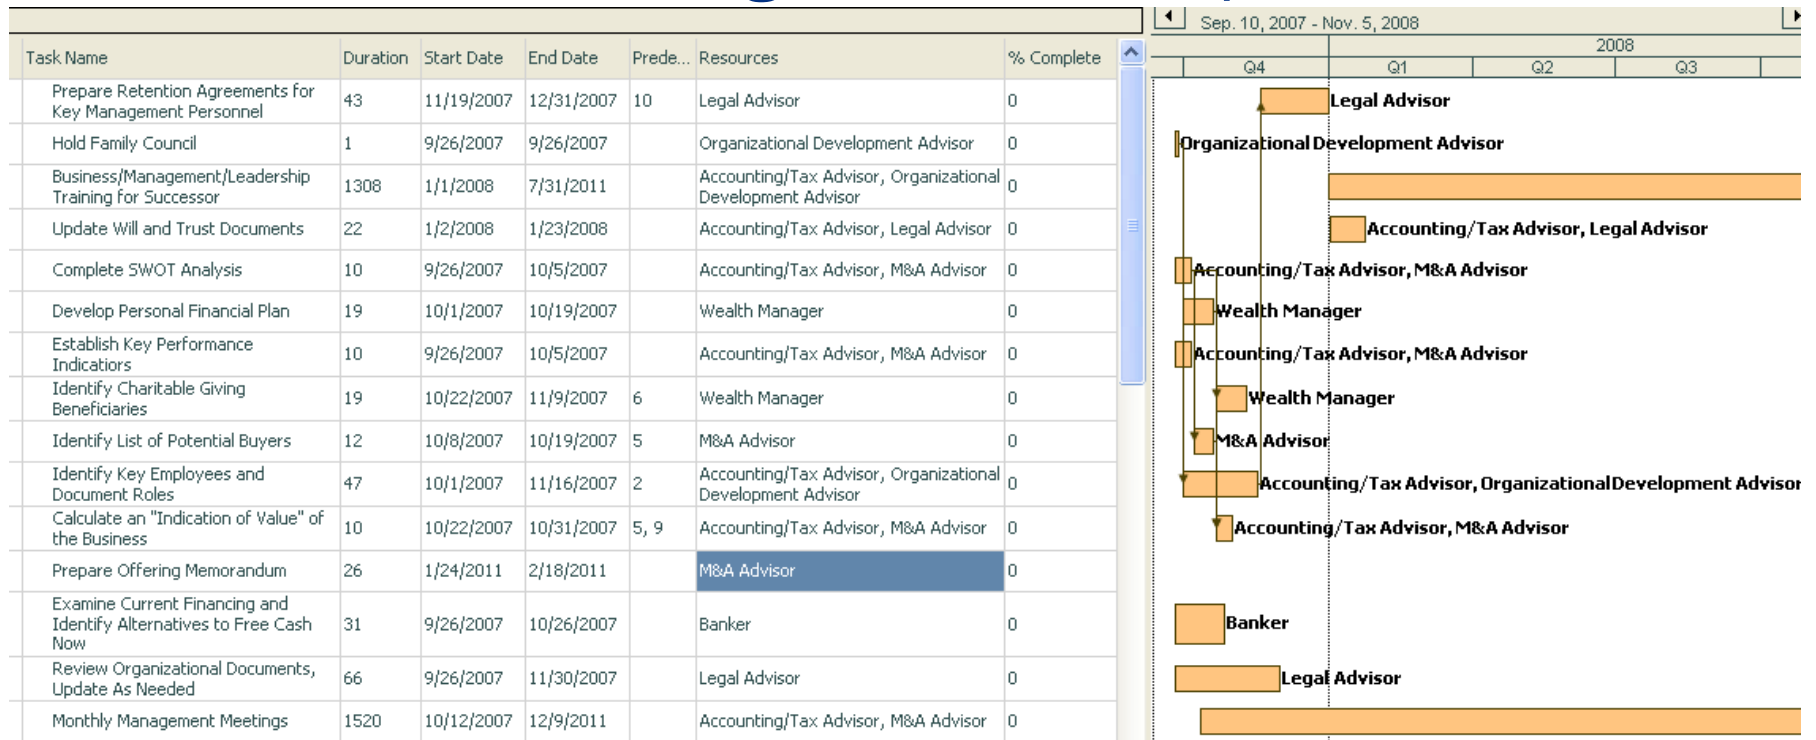 Sep. 10, 2007 - Nov. 5, 2008
Task Name Duration Start Date End Date Prede... Resources % Complete
2008
Q4 Q1 Q2 Q3
Prepare Retention Agreements for
Key Management Personnel
43 11/19/2007 12/31/2007 10 Legal Advisor 0
Legal Advisor
Hold Family Council 1 9/26/2007 9/26/2007 Organizational Development Advisor 0
Organizational Development Advisor
Business/Management/Leadership
Training for Successor
1308 1/1/2008 7/31/2011
Accounting/Tax Advisor, Organizational
Development Advisor
0
Update Will and Trust Documents 22 1/2/2008 1/23/2008 Accounting/Tax Advisor, Legal Advisor 0
Accounting/Tax Advisor, Legal Advisor
Complete SWOT Analysis 10 9/26/2007 10/5/2007 Accounting/Tax Advisor, M&A Advisor 0
Accounting/Tax Advisor, M&A Advisor
Develop Personal Financial Plan 19 10/1/2007 10/19/2007 Wealth Manager 0
Wealth Manager
Establish Key Performance
Indicatiors
10 9/26/2007 10/5/2007 Accounting/Tax Advisor, M&A Advisor 0
Accounting/Tax Advisor, M&A Advisor
Identify Charitable Giving
Beneficiaries
19 10/22/2007 11/9/2007 6 Wealth Manager 0
Wealth Manager
Identify List of Potential Buyers 12 10/8/2007 10/19/2007 5 M&A Advisor 0
M&A Advisor
Identify Key Employees and
Document Roles
47 10/1/2007 11/16/2007 2
Accounting/Tax Advisor, Organizational
Development Advisor
0
Accounting/Tax Advisor, Organizational Development Advisor
Calculate an "Indication of Value" of
the Business
10 10/22/2007 10/31/2007 5, 9 Accounting/Tax Advisor, M&A Advisor 0
Accounting/Tax Advisor, M&A Advisor
Prepare Offering Memorandum 26 1/24/2011 2/18/2011 M&A Advisor 0
Examine Current Financing and
Identify Alternatives to Free Cash
Now
31 9/26/2007 10/26/2007 Banker 0
Banker
Review Organizational Documents,
Update As Needed
66 9/26/2007 11/30/2007 Legal Advisor 0
Legal Advisor
Monthly Management Meetings 1520 10/12/2007 12/9/2011 Accounting/Tax Advisor, M&A Advisor 0